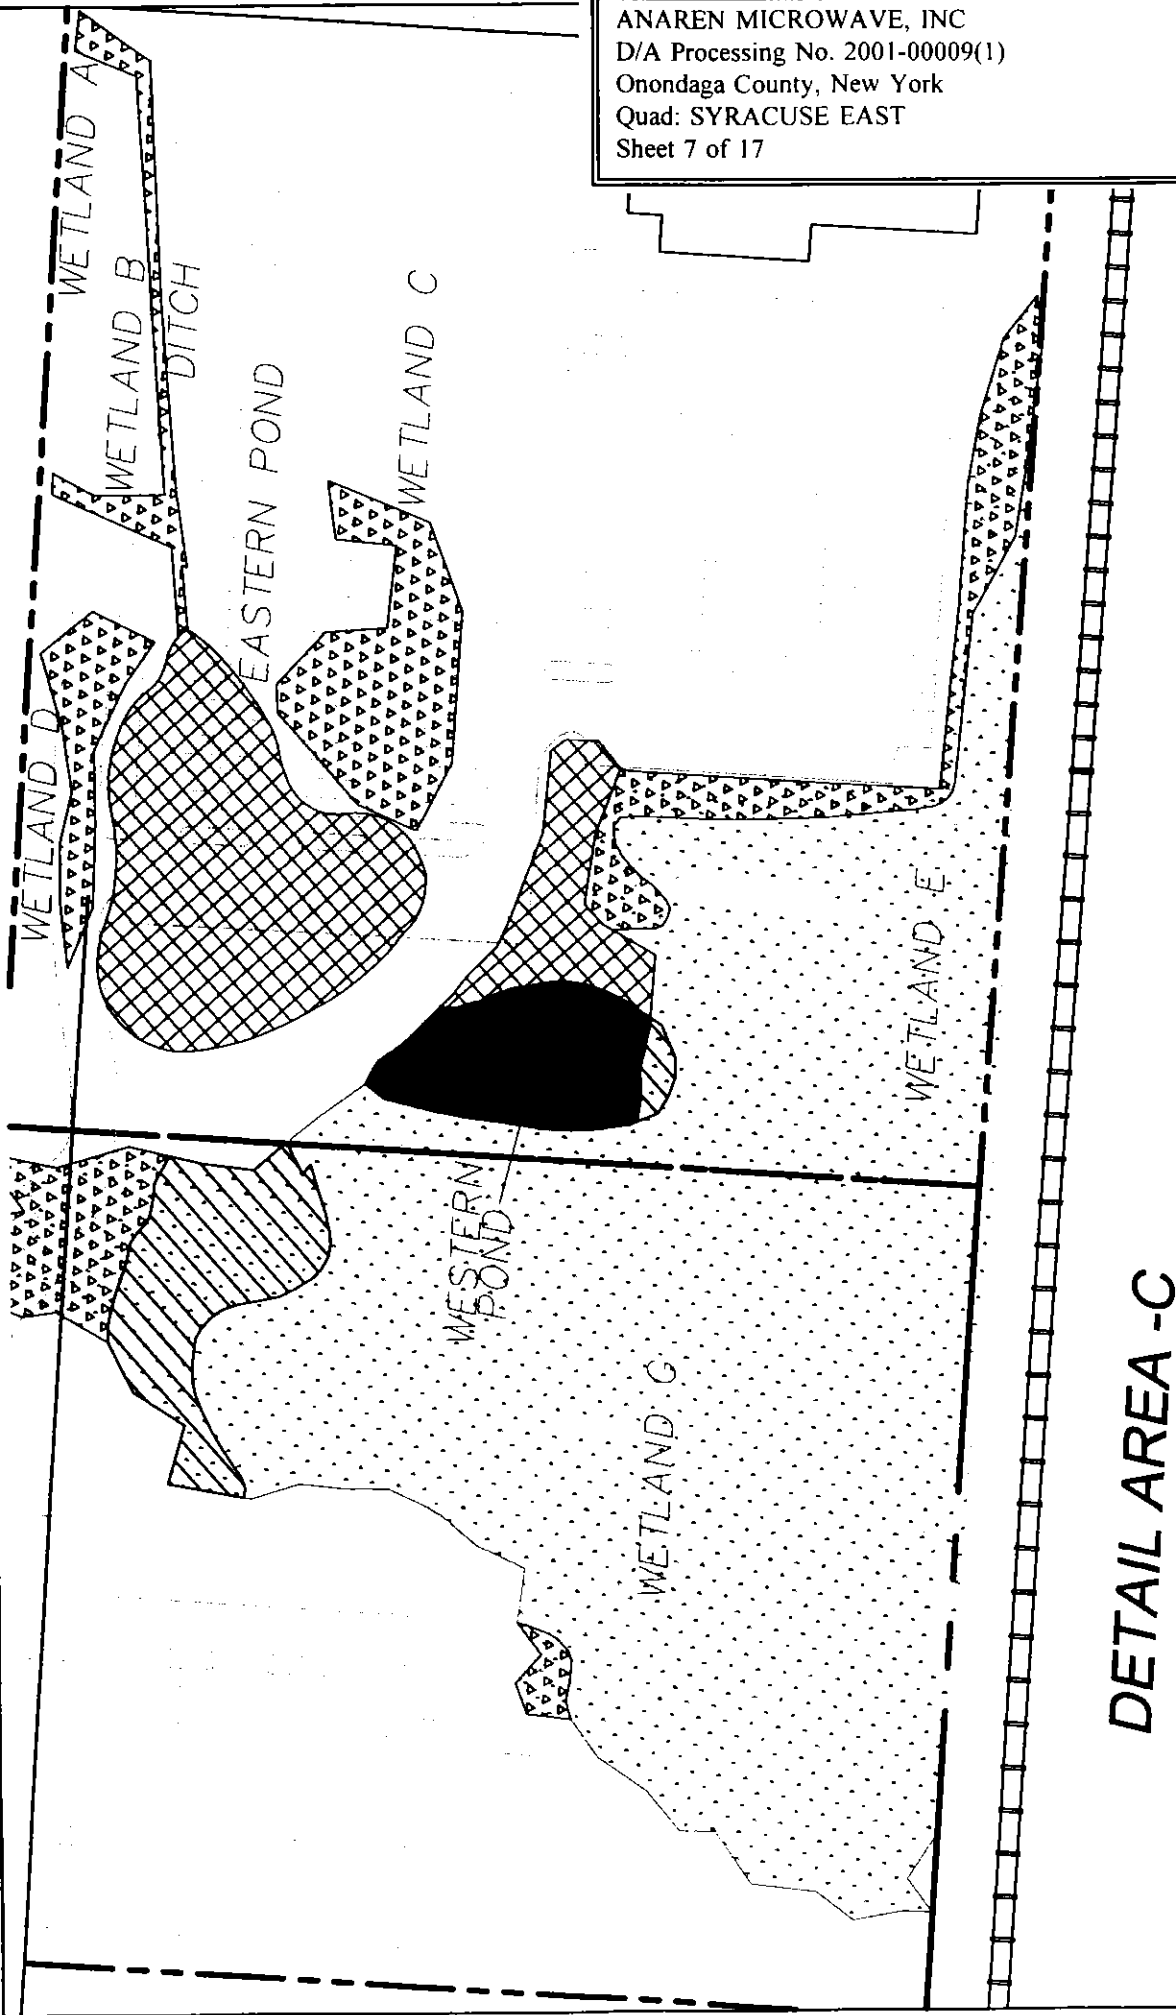 ANAREN MICROWAVE, INC
D/A Processing No. 2001-00009(1)
Onondaga County, New York
Quad: SYRACUSE EAST
Sheet 7 of 17
WETLAND A
WETLAND B
DITCH
EASTERN POND
WETLAND C
WETLAND D
WETLAND E
WESTERN
POND
WETLAND G
DETAIL AREA -C